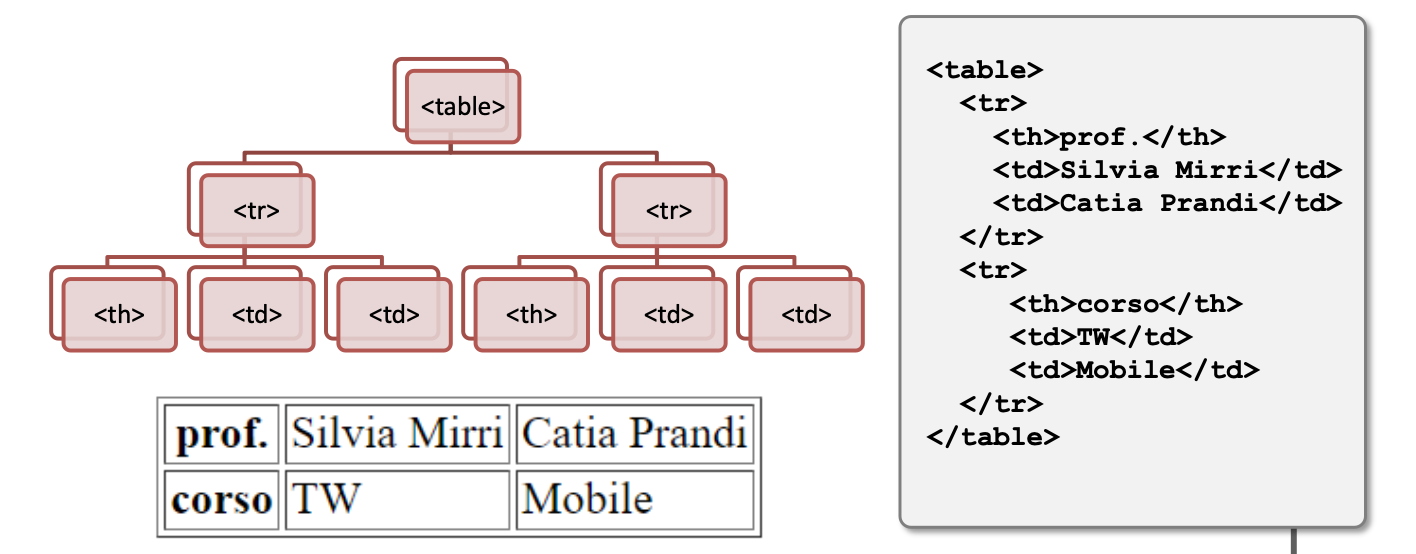 <table>
<tr> <tr>
<th> <td> <td> <th> <td> <td>
prof. Silvia Mirri Catia Prandi
corso TW Mobile
<table>
<tr>
<th>prof.</th>
<td>Silvia Mirri</td>
<td>Catia Prandi</td>
</tr>
<tr>
<th>corso</th>
<td>TW</td>
<td>Mobile</td>
</tr>
</table>